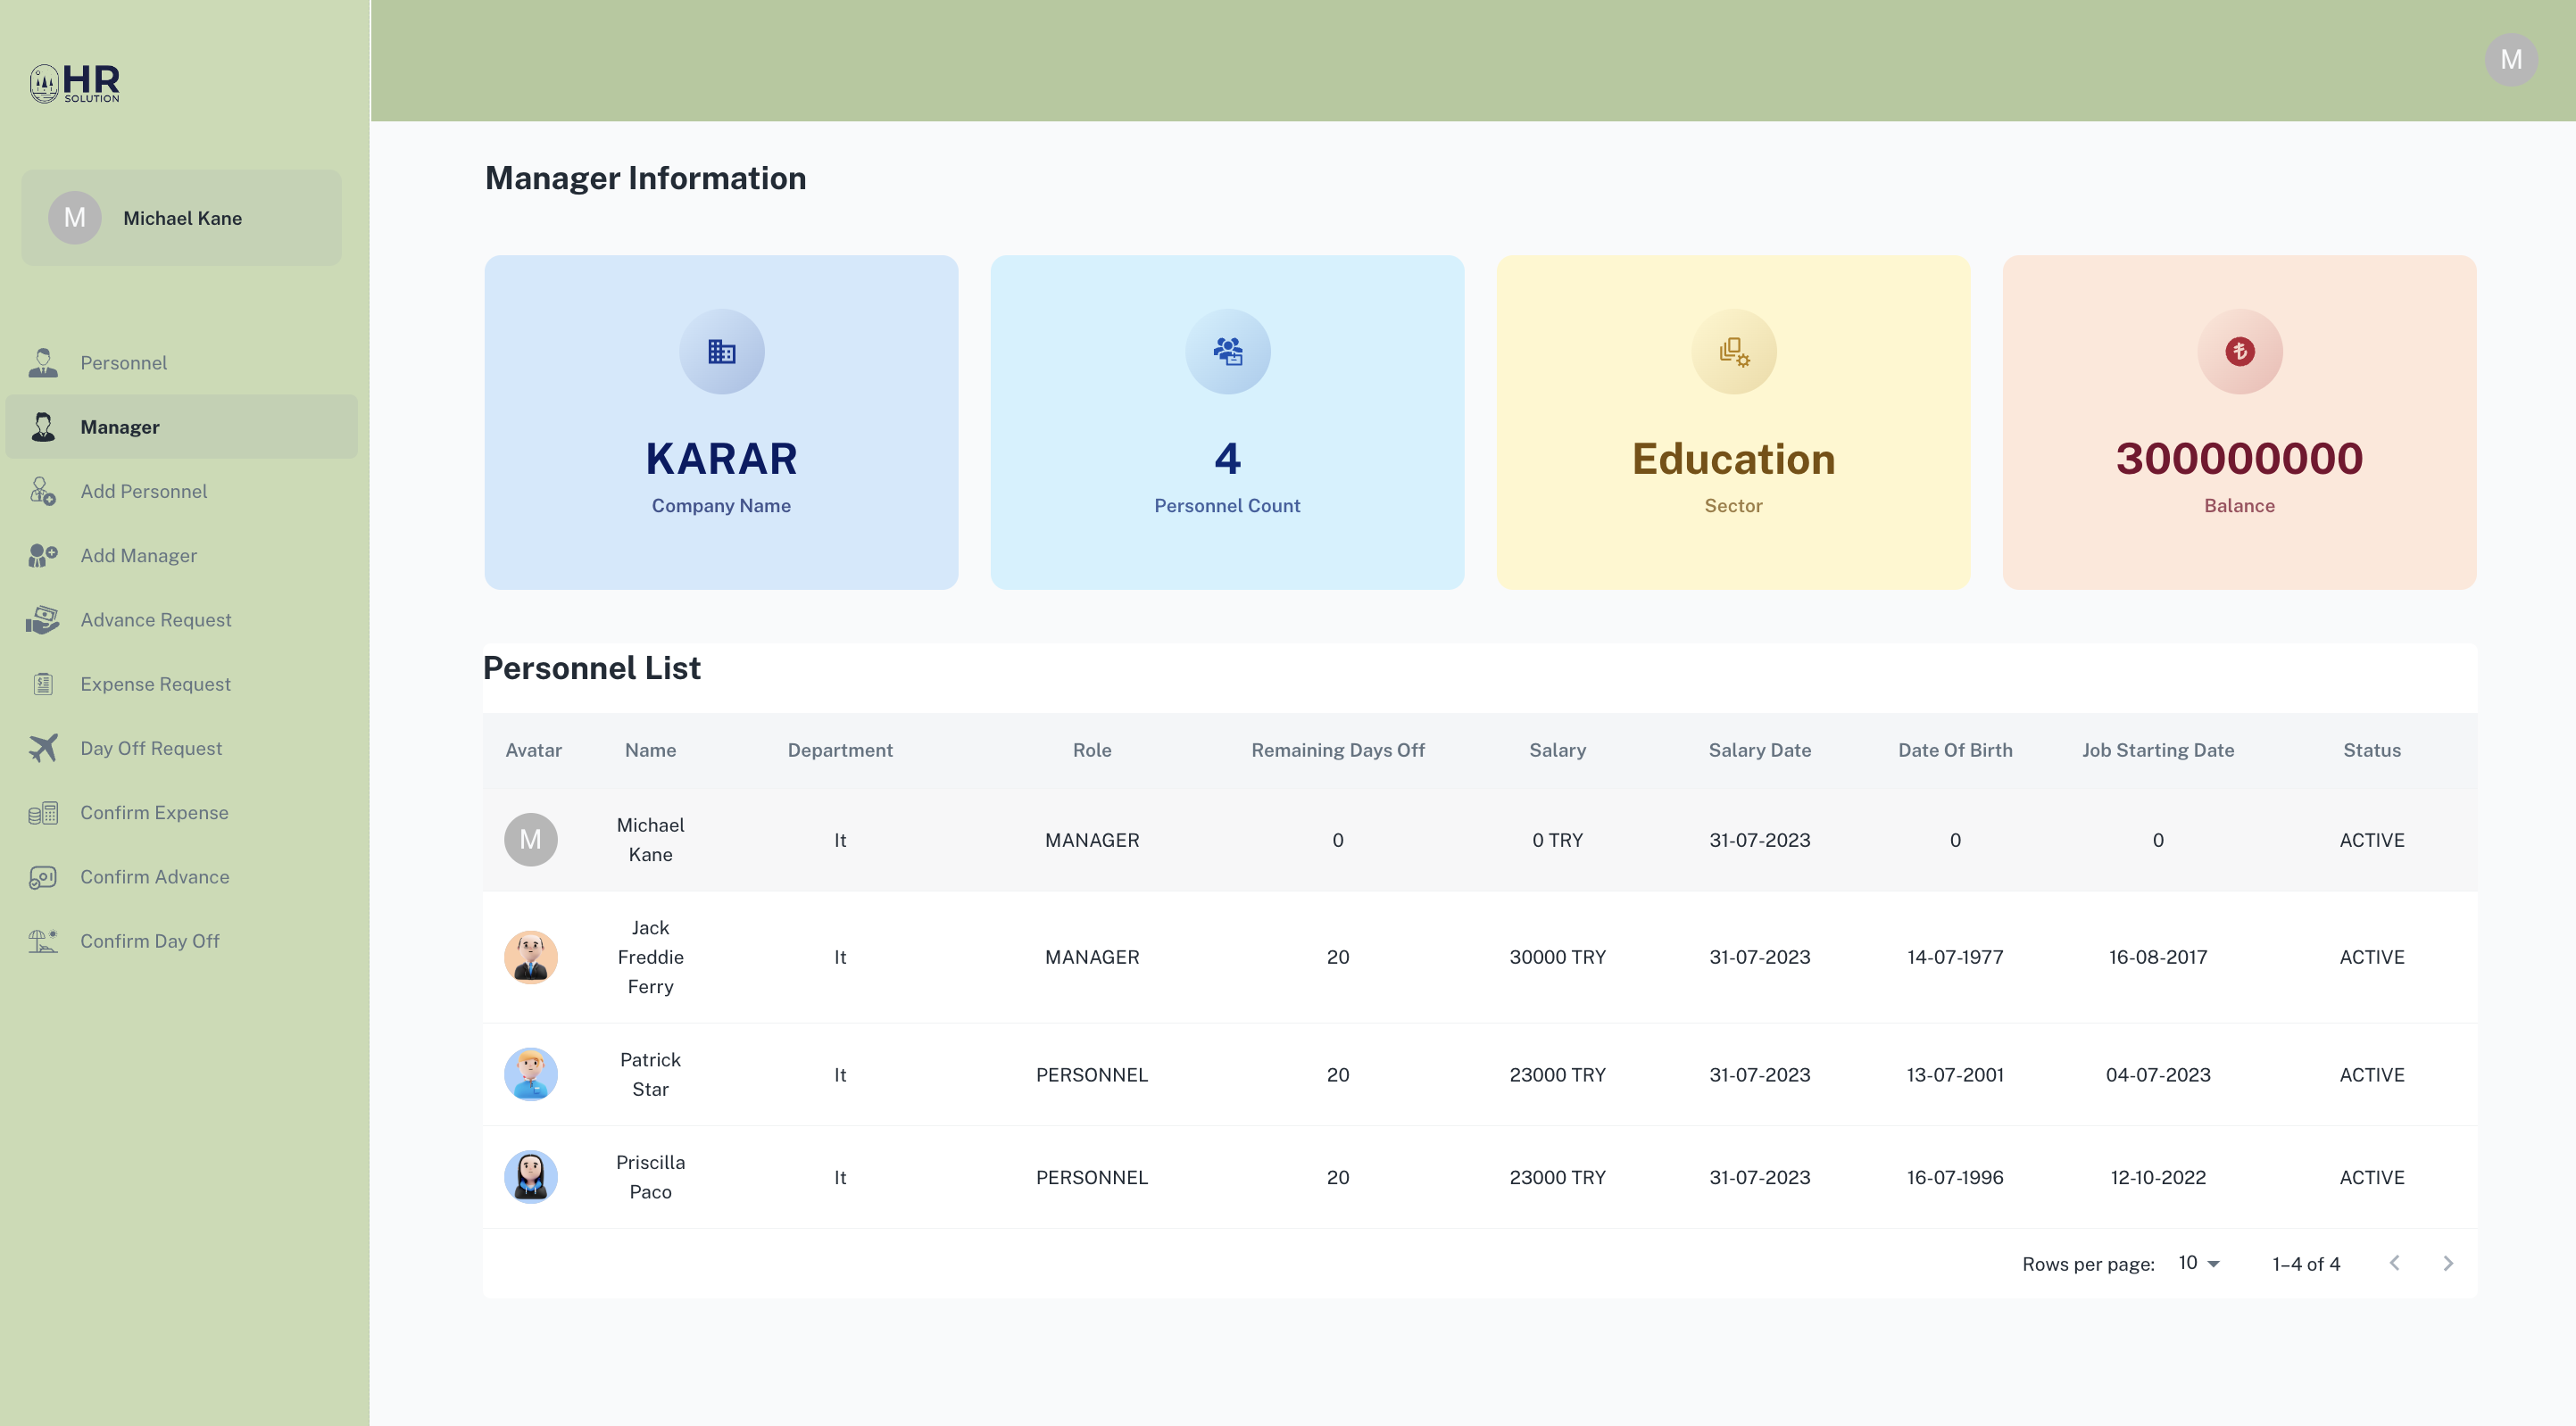 HR
SOLUTION
M
M
Michael Kane
Personnel
Manager
Add Personnel
Add Manager
Advance Request
Expense Request
Day Off Request
Confirm Expense
Confirm Advance
Confirm Day Off
Manager Information
KARAR
Company Name
4
Personnel Count
Education
Sector
300000000
Balance
Personnel List
Avatar Name Department Role Remaining Days Off Salary Salary Date Date Of Birth Job Starting Date Status
M Michael
Kane It MANAGER 0 0 TRY 31-07-2023 0 0 ACTIVE
Jack
Freddie It MANAGER 20 30000 TRY 31-07-2023 14-07-1977 16-08-2017 ACTIVE
Ferry
Patrick
Star It PERSONNEL 20 23000 TRY 31-07-2023 13-07-2001 04-07-2023 ACTIVE
Priscilla
Paco It PERSONNEL 20 23000 TRY 31-07-2023 16-07-1996 12-10-2022 ACTIVE
Rows per page: 10 1–4 of 4